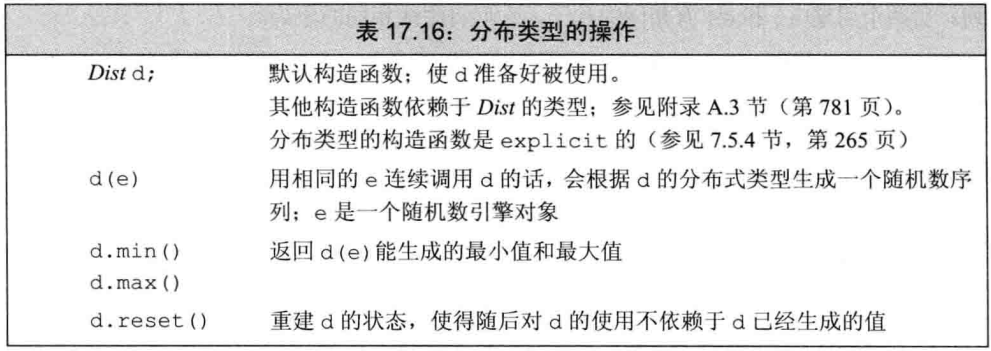 表 17.16：分布类型的操作
Dist d; 默认构造函数；使 d 准备好被使用。
其他构造函数依赖于 Dist 的类型；参见附录 A.3 节（第 781 页）。
分布类型的构造函数是 explicit 的（参见 7.5.4 节，第 265 页）
d(e) 用相同的 e 连续调用 d 的话，会根据 d 的分布式类型生成一个随机数序
列；e 是一个随机数引擎对象
d.min() 返回 d(e)能生成的最小值和最大值
d.max()
d.reset() 重建 d 的状态，使得随后对 d 的使用不依赖于 d 已经生成的值